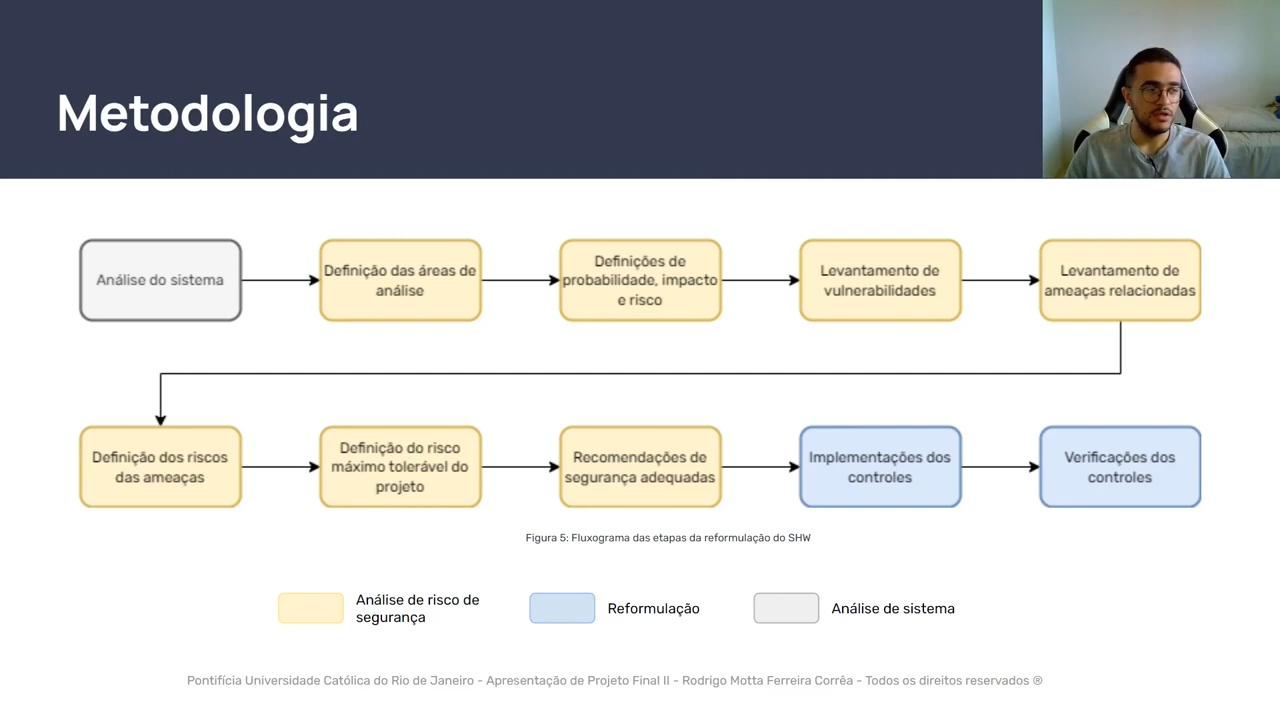 Metodologia
Análise do sistema
Definição das áreas de
análise
Definições de
probabilidade, impacto
e risco
Levantamento de
vulnerabilidades
Levantamento de
ameaças relacionadas
Definição dos riscos
das ameaças
Definição do risco
máximo tolerável do
projeto
Recomendações de
segurança adequadas
Implementações dos
controles
Verificações dos
controles
Figura 5: Fluxograma das etapas da reformulação do SHW
Análise de risco de
segurança
Reformulação
Análise de sistema
Pontifícia Universidade Católica do Rio de Janeiro - Apresentação de Projeto Final II - Rodrigo Motta Ferreira Corrêa - Todos os direitos reservados ®